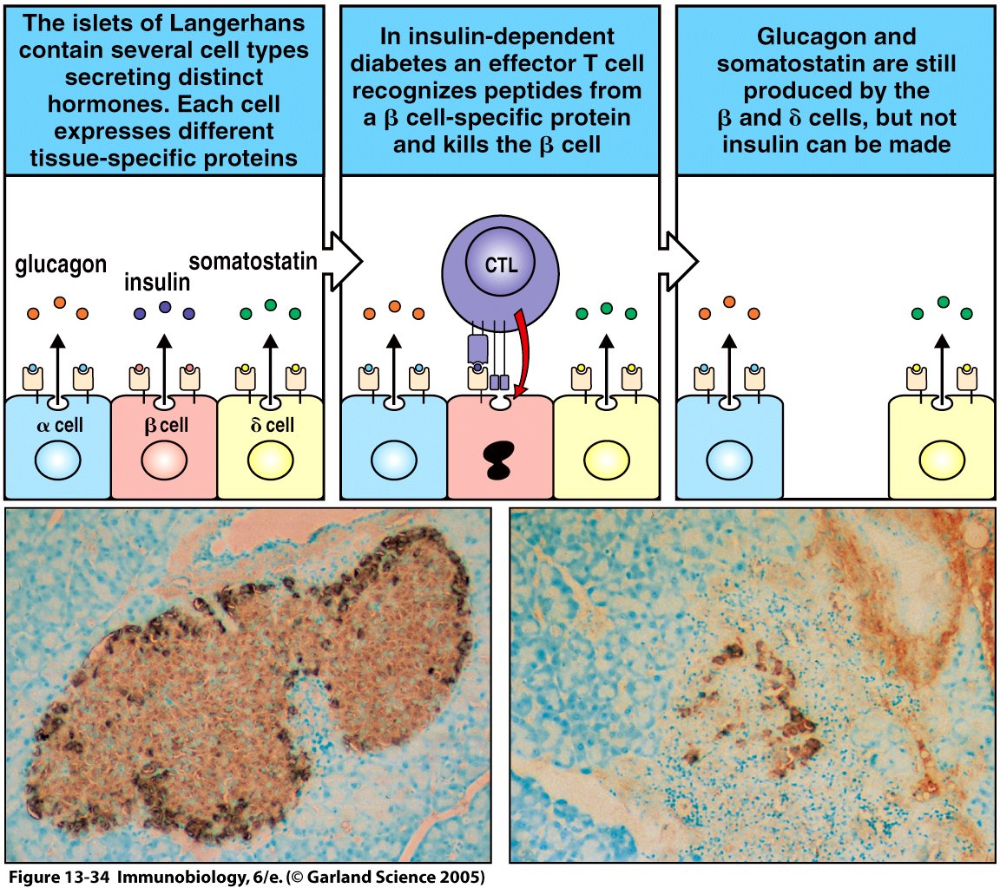 The islets of Langerhans
contain several cell types
secreting distinct
hormones. Each cell
expresses different
tissue-specific proteins
In insulin-dependent
diabetes an effector T cell
recognizes peptides from
a β cell-specific protein
and kills the β cell
Glucagon and
somatostatin are still
produced by the
β and δ cells, but not
insulin can be made
glucagon
insulin
somatostatin
α cell
β cell
δ cell
CTL
Figure 13-34 Immunobiology, 6/e. (© Garland Science 2005)